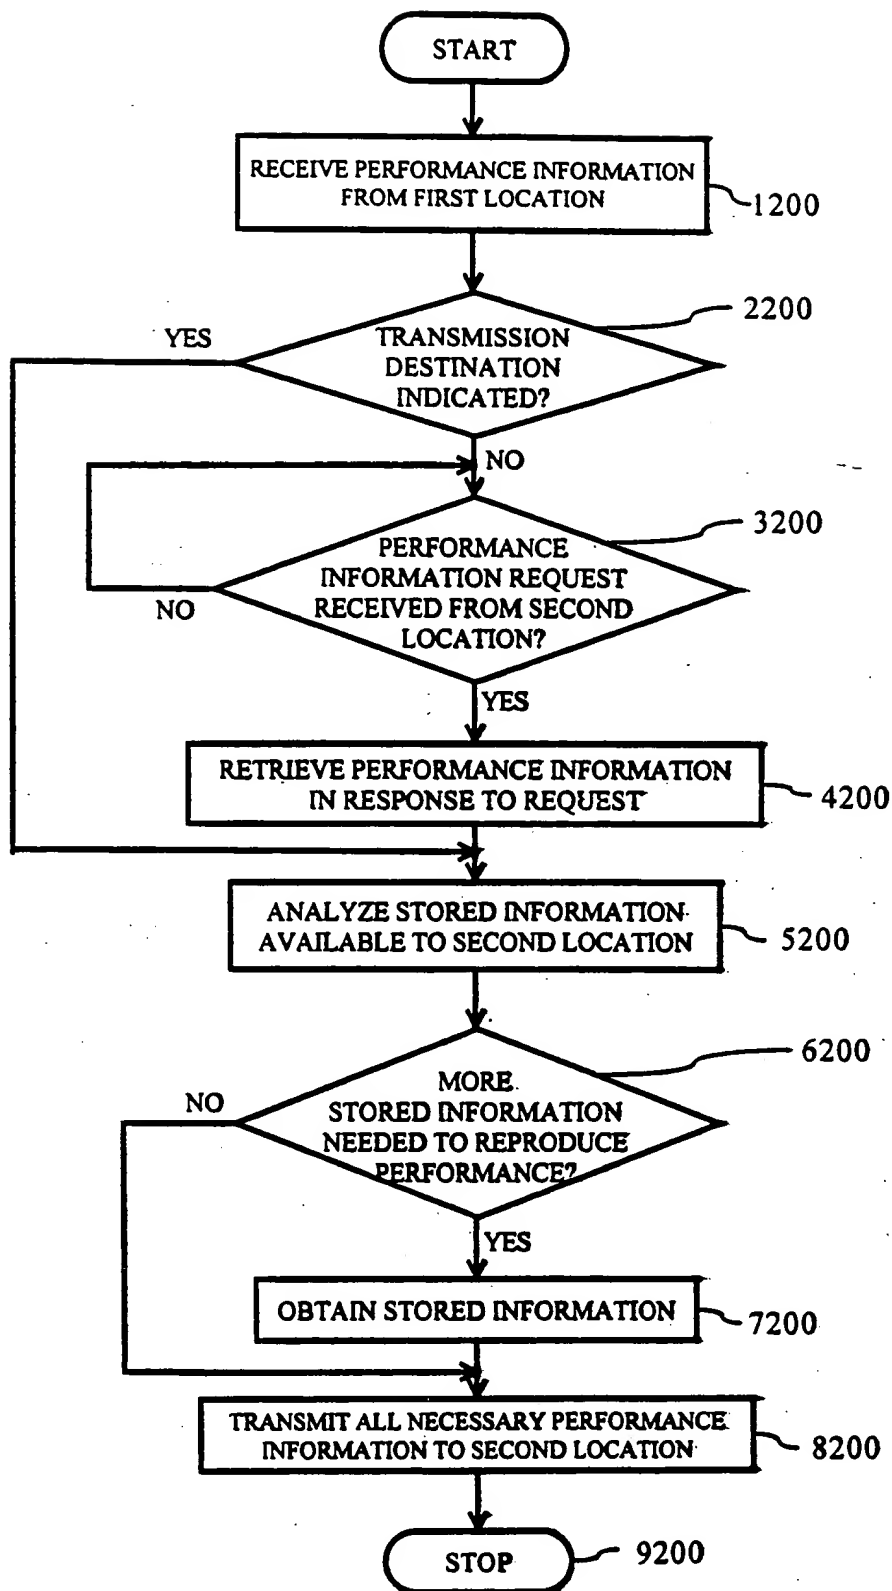 START
RECEIVE PERFORMANCE INFORMATION
FROM FIRST LOCATION
1200
2200
YES
TRANSMISSION
DESTINATION
INDICATED?
NO
3200
PERFORMANCE
INFORMATION REQUEST
RECEIVED FROM SECOND
LOCATION?
NO
YES
RETRIEVE PERFORMANCE INFORMATION
IN RESPONSE TO REQUEST
4200
ANALYZE STORED INFORMATION
AVAILABLE TO SECOND LOCATION
5200
6200
NO
MORE
STORED INFORMATION
NEEDED TO REPRODUCE
PERFORMANCE?
YES
OBTAIN STORED INFORMATION
7200
TRANSMIT ALL NECESSARY PERFORMANCE
INFORMATION TO SECOND LOCATION
8200
STOP
9200